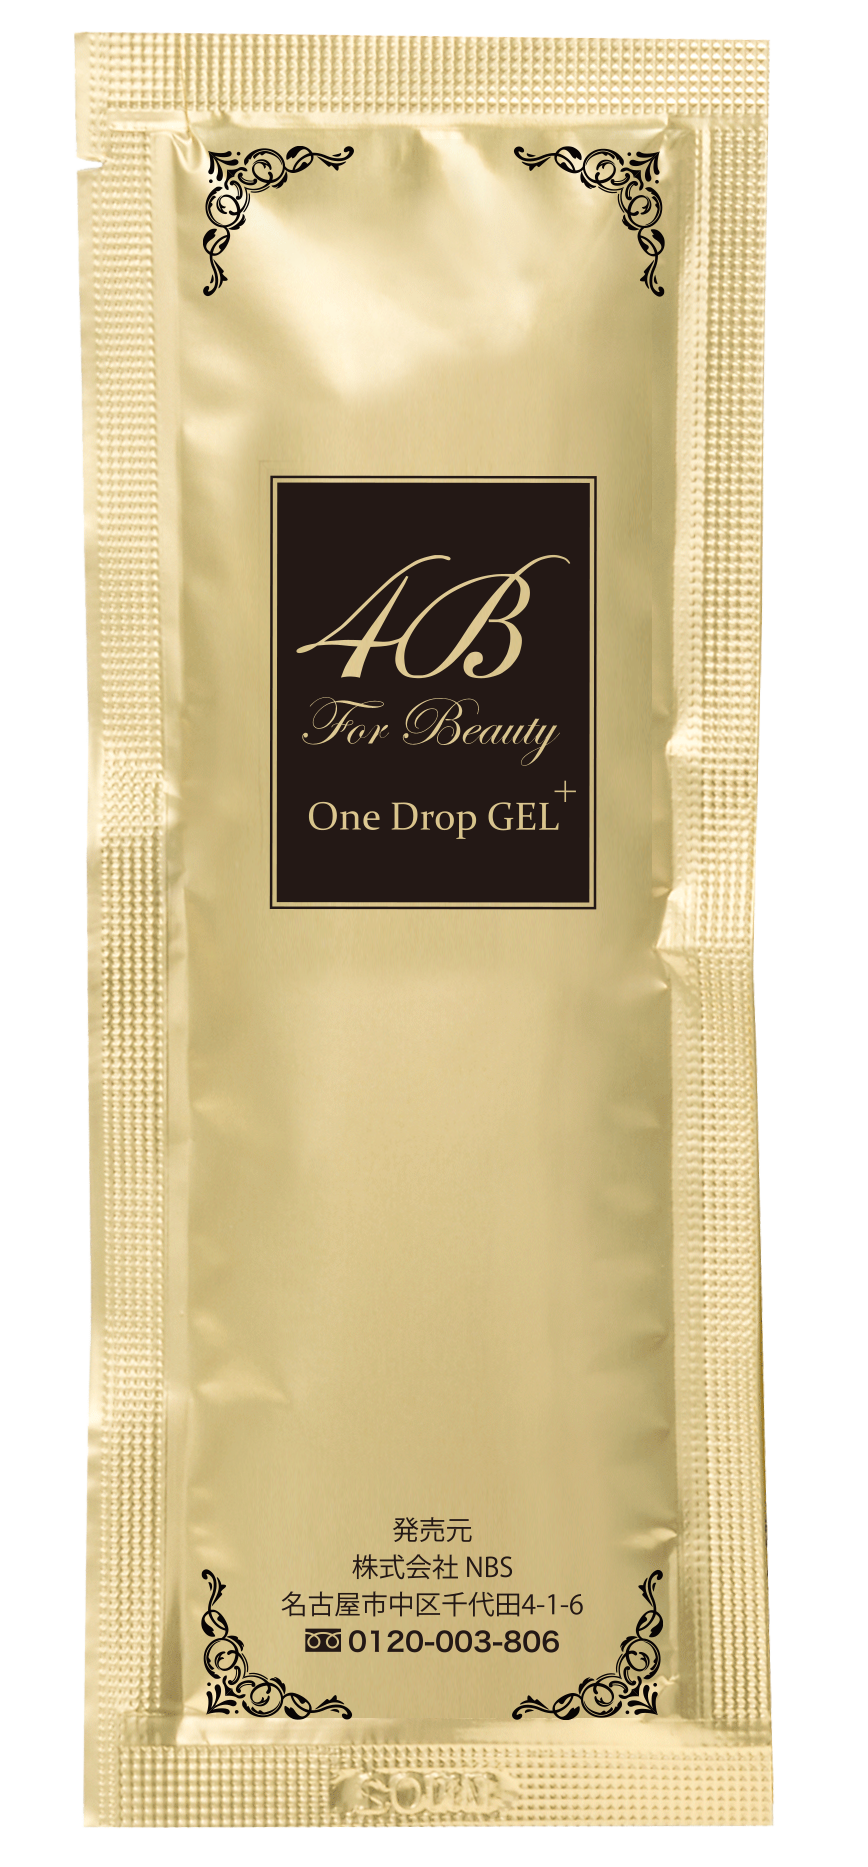 4B
For Beauty
One Drop GEL+
発売元
株式会社 NBS
名古屋市中区千代田4-1-6
0120-003-806